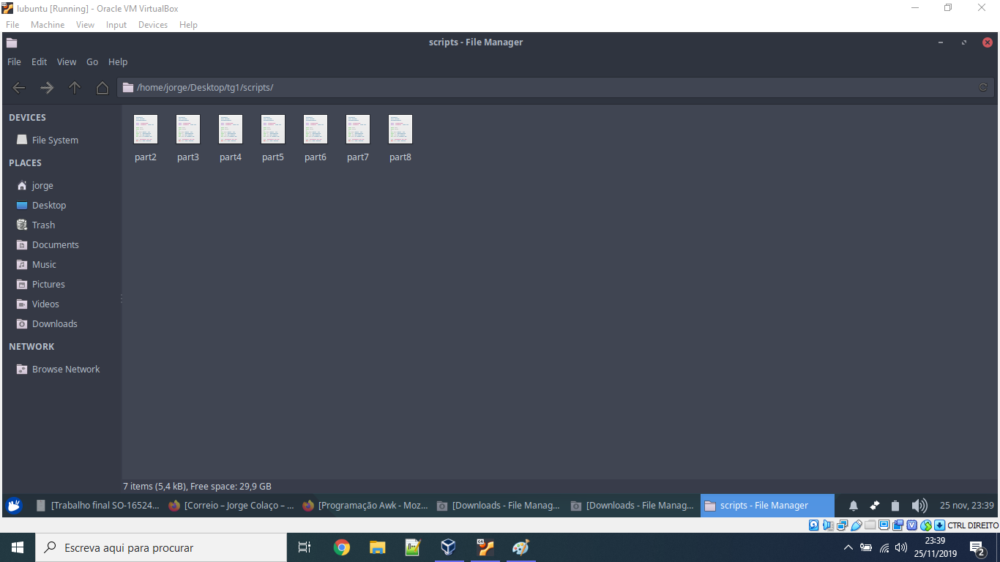 lubuntu [Running] - Oracle VM VirtualBox
File Machine View Input Devices Help
scripts - File Manager
File Edit View Go Help
/home/jorge/Desktop/tg1/scripts/
DEVICES
File System
PLACES
jorge
Desktop
Trash
Documents
Music
Pictures
Videos
Downloads
NETWORK
Browse Network
part2 part3 part4 part5 part6 part7 part8
7 items (5,4 kB), Free space: 29,9 GB
[Trabalho final SO-16524... [Correio – Jorge Colaço – ... [Programação Awk - Moz... [Downloads - File Manag... [Downloads - File Manag... scripts - File Manager 25 nov, 23:39
CTRL DIREITO
Escreva aqui para procurar
23:39
25/11/2019
2